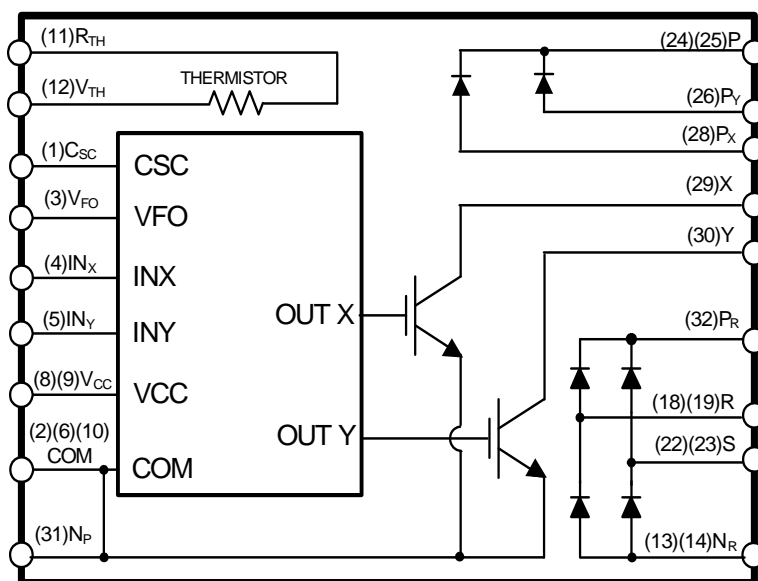 (11)RTH
(12)VTH
THERMISTOR
(1)CSC
(3)VFO
(4)INX
(5)INY
(8)(9)VCC
(2)(6)(10)
COM
(31)NP
CSC
VFO
INX
INY
VCC
COM
OUT X
OUT Y
(24)(25)P
(26)PY
(28)PX
(29)X
(30)Y
(32)PR
(18)(19)R
(22)(23)S
(13)(14)NR